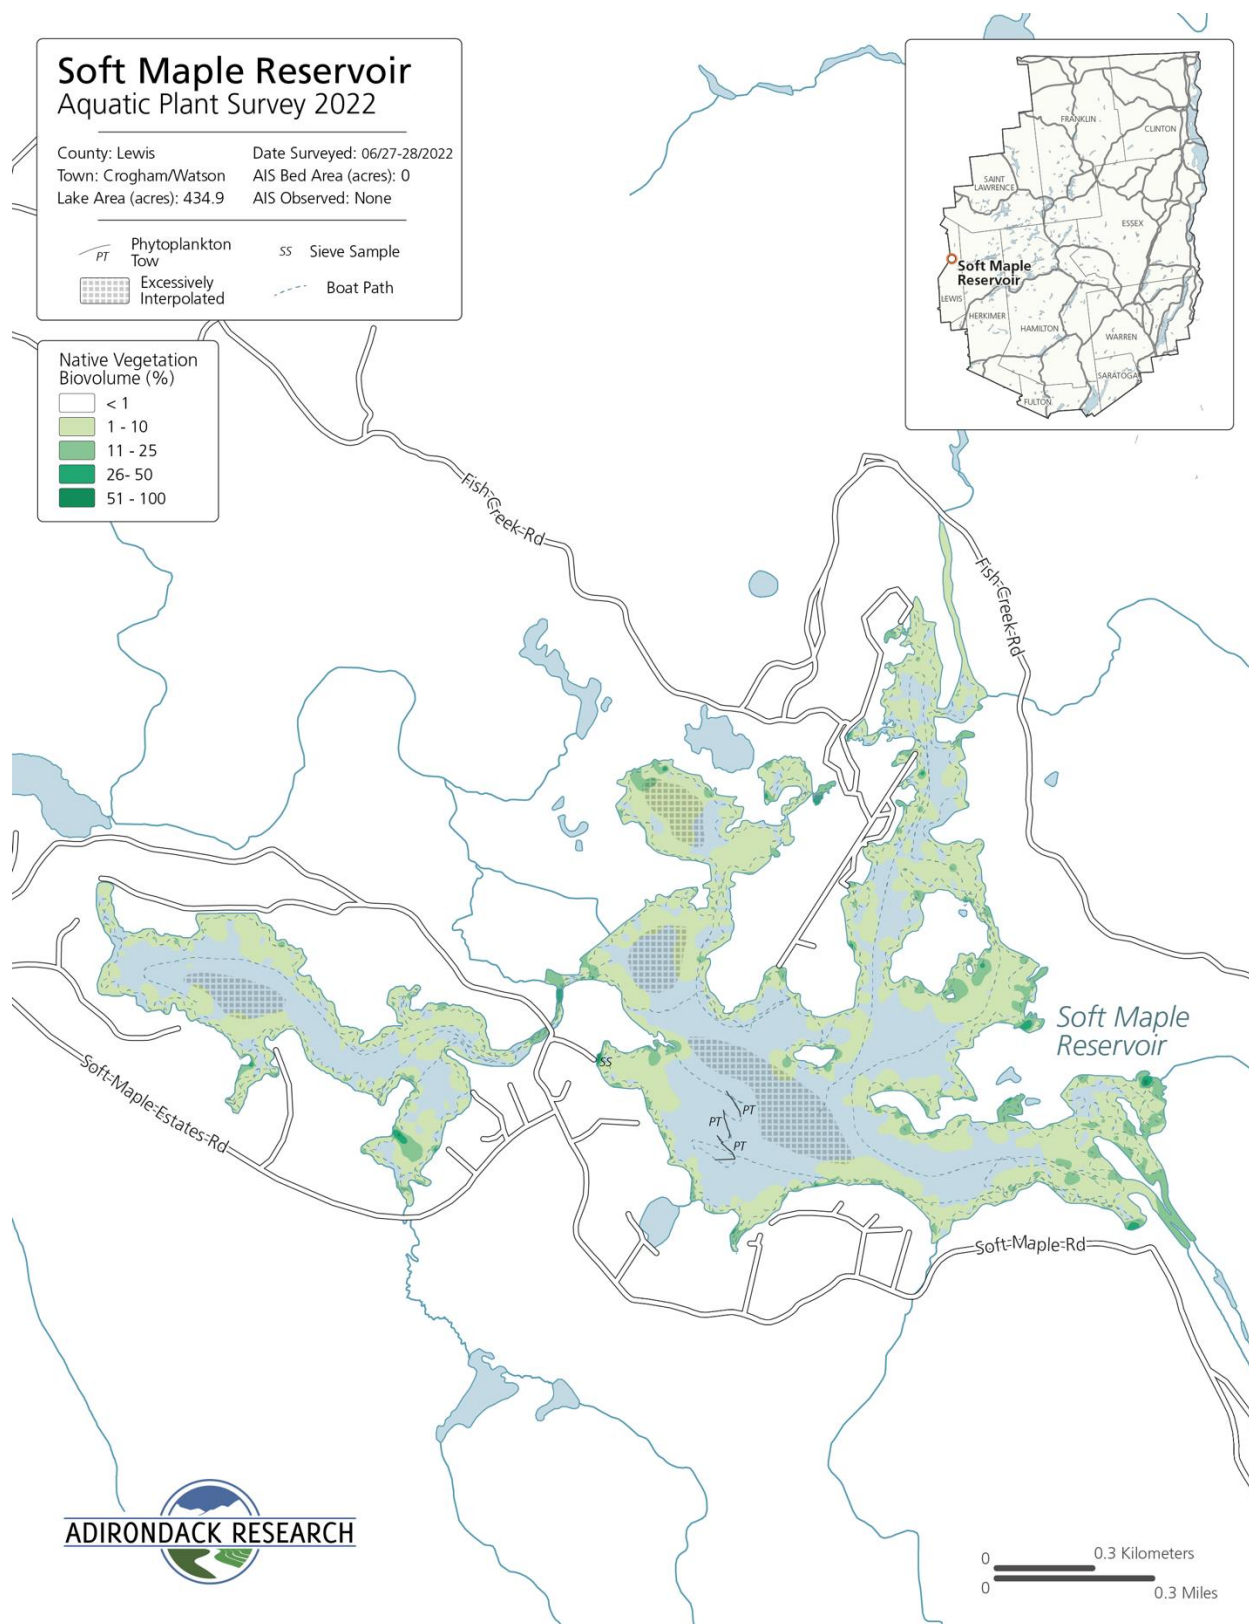 Soft Maple Reservoir
Aquatic Plant Survey 2022
County: Lewis
Date Surveyed: 06/27-28/2022
Town: Crogham/Watson
AIS Bed Area (acres): 0
Lake Area (acres): 434.9
AIS Observed: None
PT
Phytoplankton
Tow
SS
Sieve Sample
Excessively
Interpolated
Boat Path
Native Vegetation
Biovolume (%)
< 1
1 - 10
11 - 25
26- 50
51 - 100
FRANKLIN
CLINTON
SAINT
LAWRENCE
ESSEX
Soft Maple
Reservoir
LEWIS
HERKIMER
HAMILTON
WARREN
SARATOGA
FULTON
Fish-Creek-Rd
Fish-Creek-Rd
Soft Maple
Reservoir
SS
PT
PT
PT
Soft-Maple-Estates-Rd
Soft-Maple-Rd
ADIRONDACK RESEARCH
0
0.3 Kilometers
0
0.3 Miles